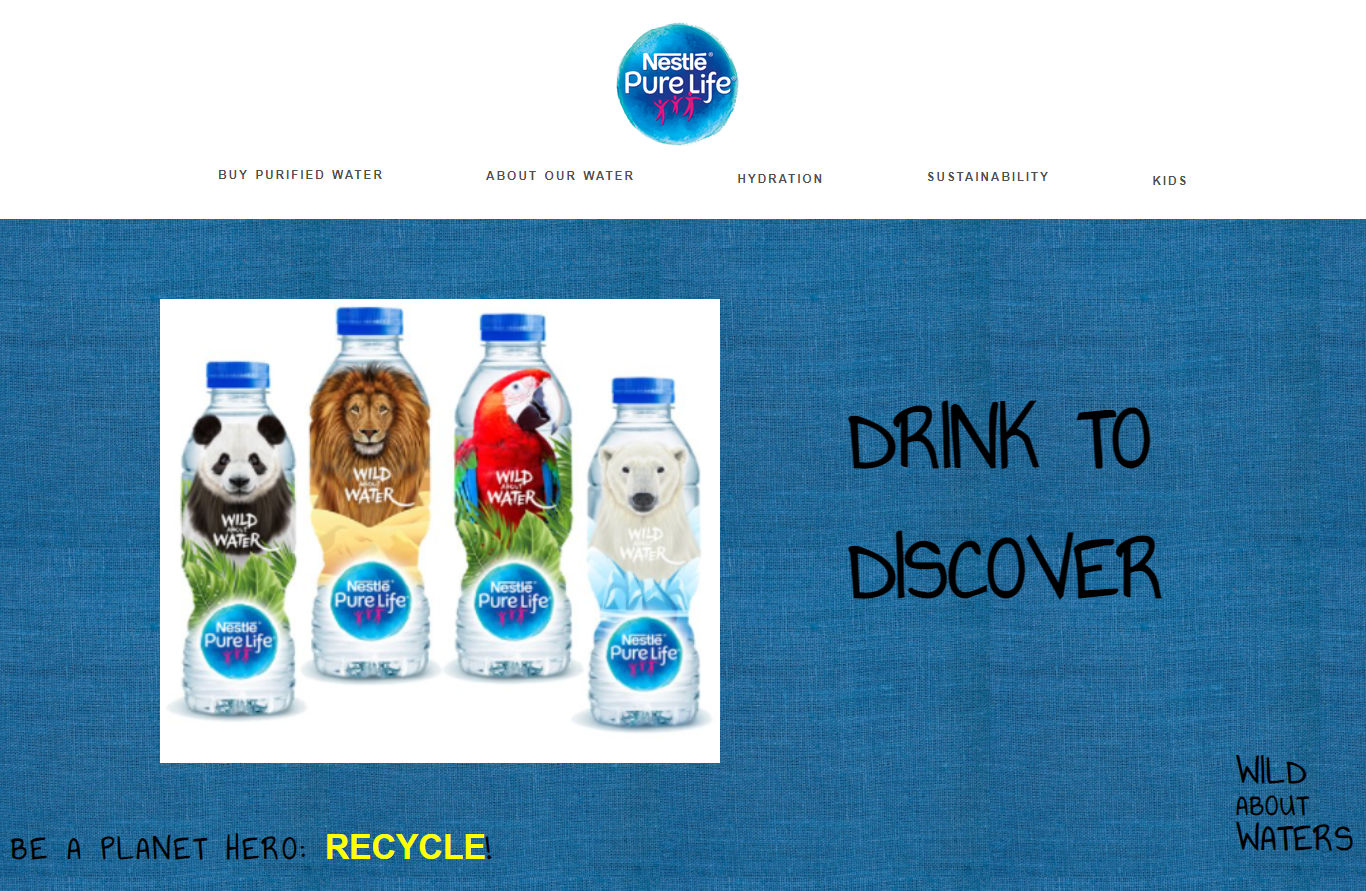 Nestlé®
Pure Life®
BUY PURIFIED WATER
ABOUT OUR WATER
HYDRATION
SUSTAINABILITY
KIDS
WILD
ABOUT
WATER
Nestlé
Pure Life
WILD
ABOUT
WATER
Nestlé
Pure Life
WILD
ABOUT
WATER
Nestlé
Pure Life
WILD
ABOUT
WATER
Nestlé
Pure Life
DRINK TO
DISCOVER
WILD
ABOUT
WATERS
BE A PLANET HERO: RECYCLE!